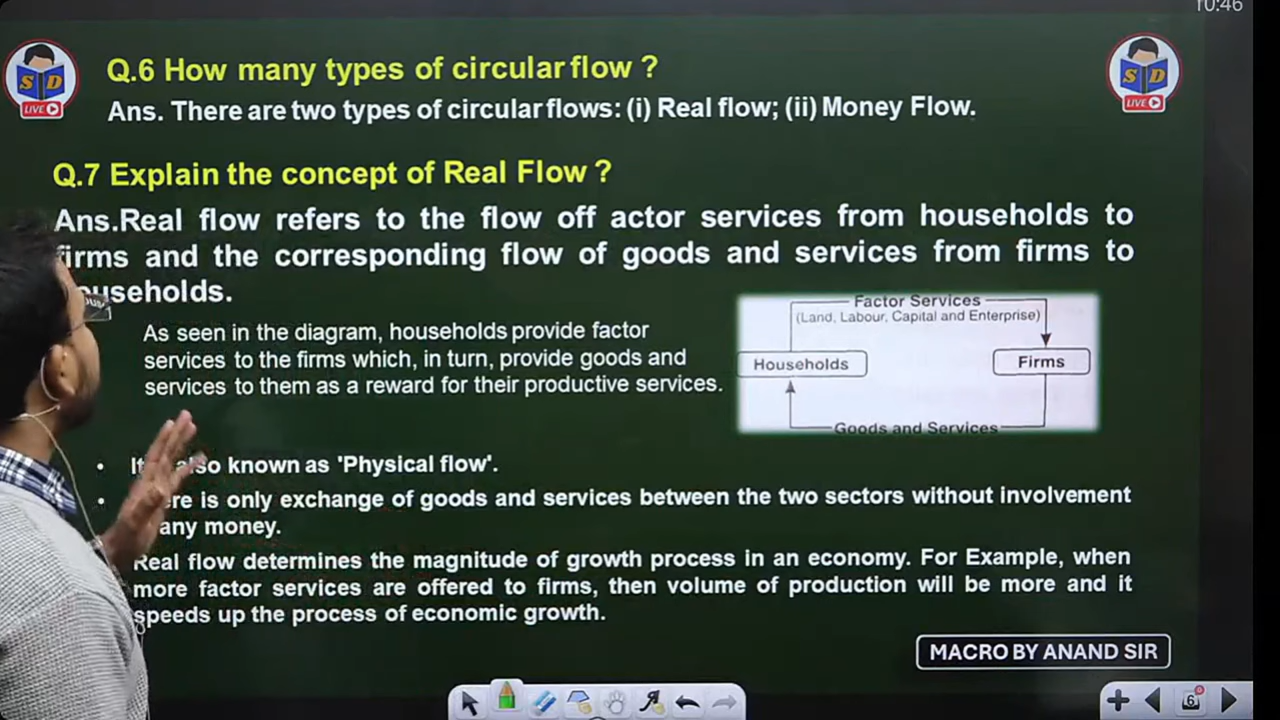 10:46
S D
LIVE
S D
LIVE
Q.6 How many types of circular flow ?
Ans. There are two types of circular flows: (i) Real flow; (ii) Money Flow.
Q.7 Explain the concept of Real Flow ?
Ans.Real flow refers to the flow off actor services from households to
firms and the corresponding flow of goods and services from firms to
households.
As seen in the diagram, households provide factor
services to the firms which, in turn, provide goods and
services to them as a reward for their productive services.
Factor Services
(Land, Labour, Capital and Enterprise)
Households
Firms
Goods and Services
• It also known as 'Physical flow'.
• is only exchange of goods and services between the two sectors without involvement
any money.
Real flow determines the magnitude of growth process in an economy. For Example, when
more factor services are offered to firms, then volume of production will be more and it
speeds up the process of economic growth.
MACRO BY ANAND SIR
6